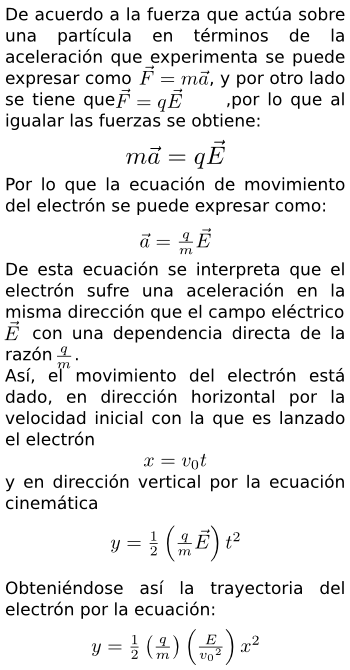 De acuerdo a la fuerza que actúa sobre
una partícula en términos de la
aceleración que experimenta se puede
expresar como $\vec{F} = m\vec{a}$, y por otro lado
se tiene que $\vec{F} = q\vec{E}$ ,por lo que al
igualar las fuerzas se obtiene:
$m\vec{a} = q\vec{E}$
Por lo que la ecuación de movimiento
del electrón se puede expresar como:
$\vec{a} = \frac{q}{m}\vec{E}$
De esta ecuación se interpreta que el
electrón sufre una aceleración en la
misma dirección que el campo eléctrico
$\vec{E}$ con una dependencia directa de la
razón $\frac{q}{m}$.
Así, el movimiento del electrón está
dado, en dirección horizontal por la
velocidad inicial con la que es lanzado
el electrón
$x = v_0 t$
y en dirección vertical por la ecuación
cinemática
$y = \frac{1}{2}\left(\frac{q}{m}\vec{E}\right)t^2$
Obteniéndose así la trayectoria del
electrón por la ecuación:
$y = \frac{1}{2}\left(\frac{q}{m}\right)\left(\frac{E}{{v_0}^2}\right)x^2$